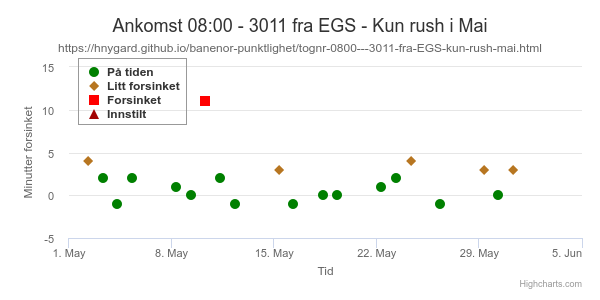 Ankomst 08:00 - 3011 fra EGS - Kun rush i Mai
https://hnygard.github.io/banenor-punktlighet/tognr-0800---3011-fra-EGS-kun-rush-mai.html
På tiden
Litt forsinket
Forsinket
Innstilt
Minutter forsinket
15
10
5
0
-5
1. May
8. May
15. May
22. May
29. May
5. Jun
Tid
Highcharts.com